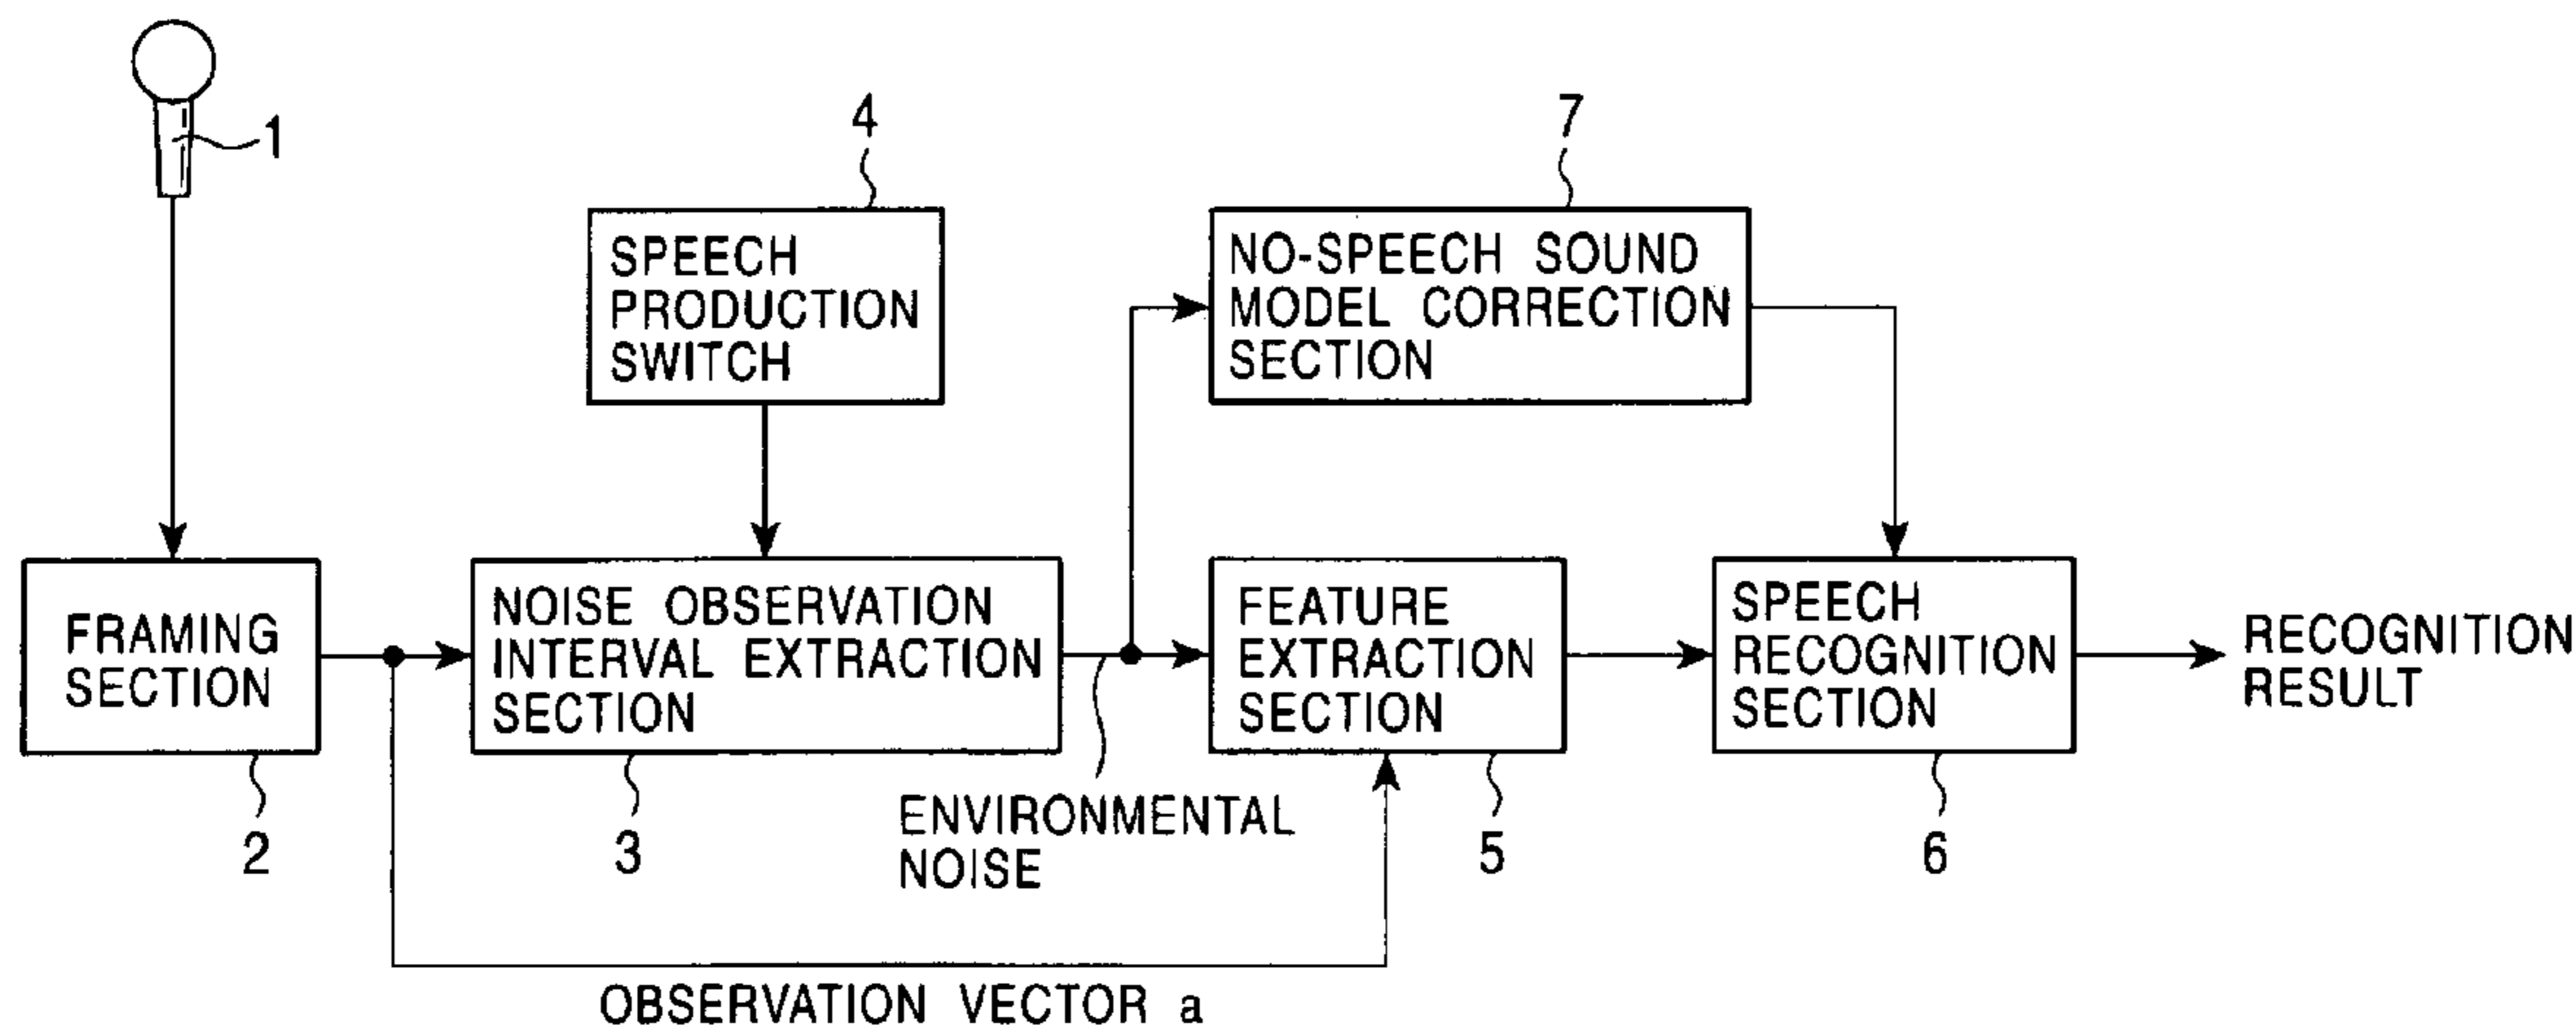 1
4
7
SPEECH
PRODUCTION
SWITCH
NO-SPEECH SOUND
MODEL CORRECTION
SECTION
FRAMING
SECTION
NOISE OBSERVATION
INTERVAL EXTRACTION
SECTION
FEATURE
EXTRACTION
SECTION
SPEECH
RECOGNITION
SECTION
RECOGNITION
RESULT
2
3
ENVIRONMENTAL
NOISE
5
6
OBSERVATION VECTOR a